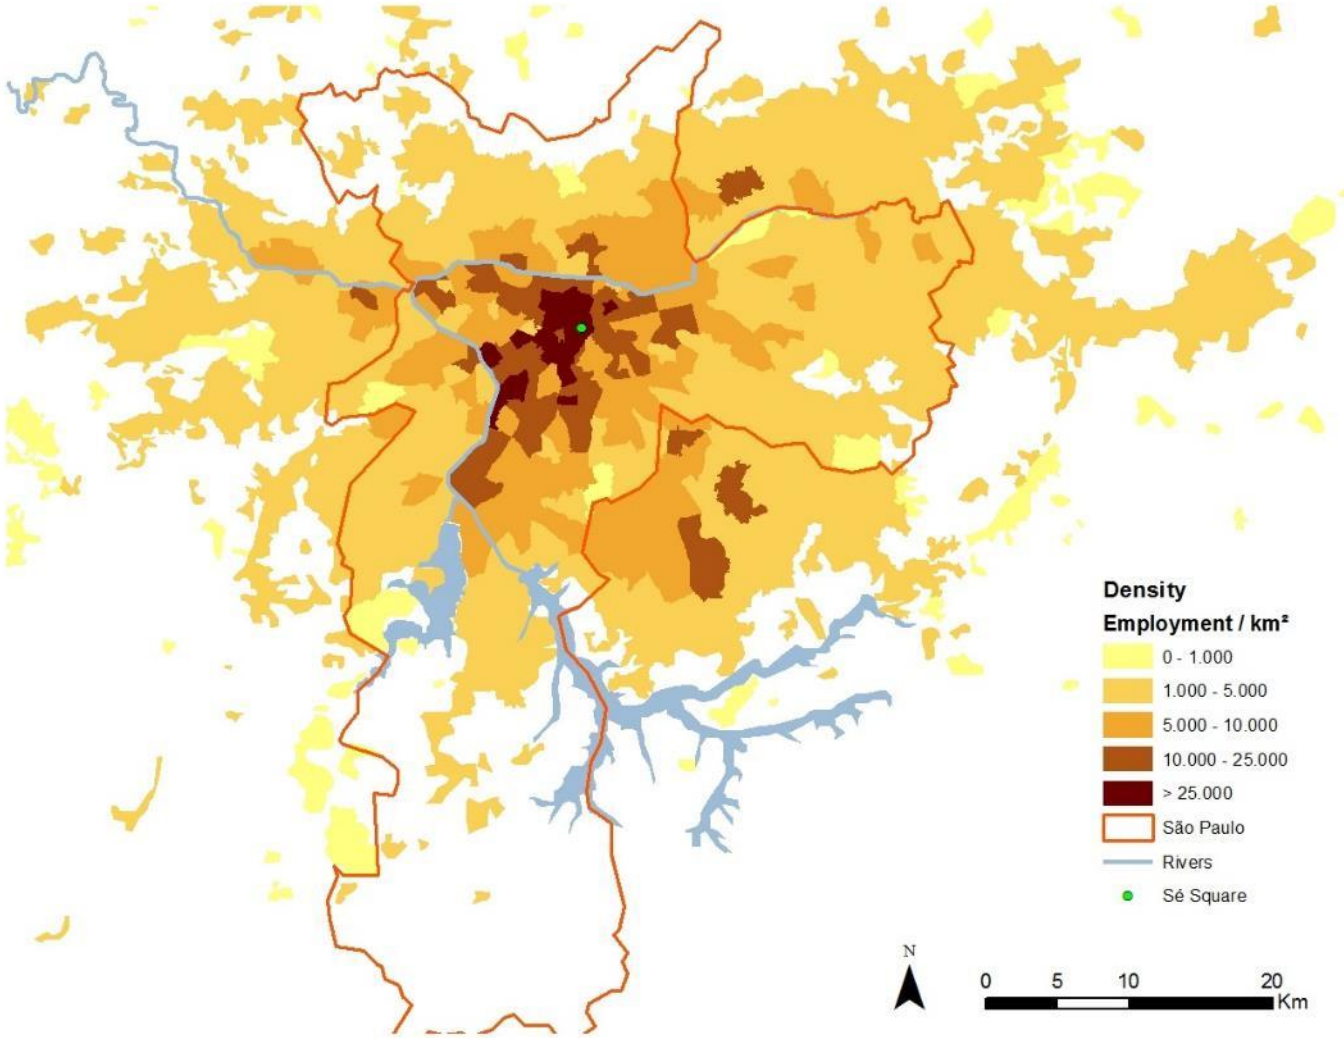 Density
Employment / km²
0 - 1.000
1.000 - 5.000
5.000 - 10.000
10.000 - 25.000
> 25.000
São Paulo
Rivers
Sé Square
N
0 5 10 20
Km